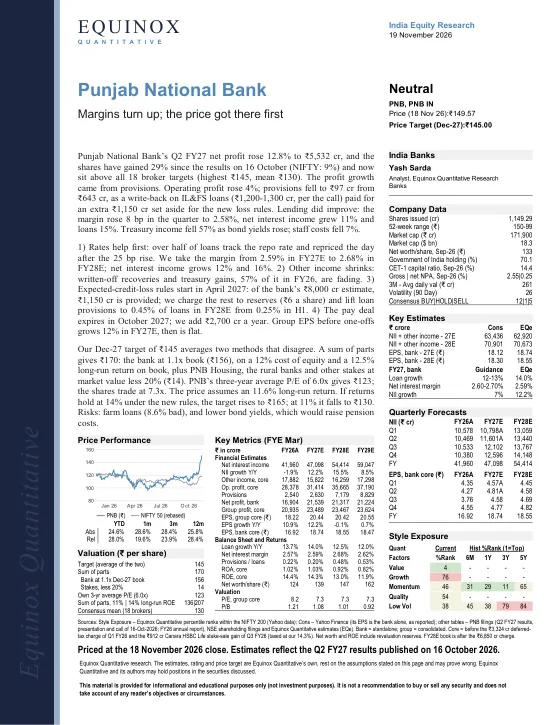 EQUINOX
QUANTITATIVE
India Equity Research
19 November 2026
Punjab National Bank
Margins turn up; the price got there first
Neutral
PNB, PNB IN
Price (18 Nov 26):₹149.57
Price Target (Dec-27):₹145.00
Punjab National Bank's Q2 FY27 net profit rose 12.8% to ₹5,532 cr, and
the shares have gained 29% since the results on 16 October (NIFTY: 9%) and
now sit above all 18 broker targets (highest ₹145, mean ₹130). The profit
growth came from provisions. Operating profit rose 4%; provisions fell to ₹97 cr from
₹643 cr, as a write-back on IL&FS loans (₹1,200-1,300 cr, per the call) paid for
an extra ₹1,150 cr set aside for the new loss rules. Lending did improve: the
margin rose 8 bp in the quarter to 2.58%, net interest income grew 11% and
loans 15%. Treasury income fell 57% as bond yields rose; staff costs fell 7%.
1) Rates help first: over half of loans track the repo rate and repriced the day
after the 25 bp rise. We take the margin from 2.59% in FY27E to 2.68% in
FY28E; net interest income grows 12% and 16%. 2) Other income shrinks:
written-off recoveries and treasury gains, 57% of it in FY26, are fading. 3)
Expected-credit-loss rules start in April 2027: of the bank's ₹8,000 cr estimate,
₹1,150 cr is provided; we charge the rest to reserves (₹6 a share) and lift loan
provisions to 0.45% of loans in FY28E from 0.25% in H1. 4) The pay deal
expires in October 2027; we add ₹2,700 cr a year. Group EPS before one-offs
grows 12% in FY27E, then is flat.
Our Dec-27 target of ₹145 averages two methods that disagree. A sum of parts
gives ₹170: the bank at 1.1x book (₹156), on a 12% cost of equity and a 12.5%
long-run return on book, plus PNB Housing, the rural banks and other stakes at
market value less 20% (₹14). PNB's three-year average P/E of 6.0x gives ₹123;
the shares trade at 7.3x. The price assumes an 11.6% long-run return. If returns
hold at 14% under the new rules, the target rises to ₹165; at 11% it falls to ₹130.
Risks: farm loans (8.6% bad), and lower bond yields, which would raise pension
costs.
India Banks
Yash Sarda
Analyst, Equinox Quantitative Research
Banks
Company Data
Shares issued (cr) 1,149.29
52-week range (₹) 150-99
Market cap (₹ cr) 171,900
Market cap ($ bn) 18.3
Net worth/share, Sep-26 (₹) 133
Government of India holding (%) 70.1
CET-1 capital ratio, Sep-26 (%) 14.4
Gross | net NPA, Sep-26 (%) 2.55|0.25
3M - Avg daily val (₹ cr) 261
Volatility (90 Day) 26
Consensus BUY|HOLD|SELL 12|1|5
Key Estimates
₹ crore Cons EQe
NII + other income - 27E 63,436 62,920
NII + other income - 28E 70,901 70,673
EPS, bank - 27E (₹) 18.12 18.74
EPS, bank - 28E (₹) 18.30 18.55
FY27, bank Guidance EQe
Loan growth 12-13% 14.0%
Net interest margin 2.60-2.70% 2.59%
NII growth 7% 12.2%
Quarterly Forecasts
NII (₹ cr) FY26A FY27E FY28E
Q1 10,578 10,798A 13,059
Q2 10,469 11,601A 13,440
Q3 10,533 12,103 13,767
Q4 10,380 12,596 14,148
FY 41,960 47,098 54,414
EPS, bank core (₹) FY26A FY27E FY28E
Q1 4.35 4.57A 4.45
Q2 4.27 4.81A 4.58
Q3 3.76 4.58 4.69
Q4 4.55 4.77 4.82
FY 16.92 18.74 18.55
Style Exposure
Quant Current Hist %Rank (1=Top)
Factors %Rank 6M 1Y 3Y 5Y
Value 4 - - - -
Growth 76 - - - -
Momentum 46 31 29 11 65
Quality 54 - - - -
Low Vol 38 45 38 79 84
Price Performance
160
140
120
100
80
Jan 26 Apr 26 Jul 26 Oct 26
PNB (₹) NIFTY 50 (rebased)
YTD 1m 3m 12m
Abs 24.6% 28.6% 28.4% 25.8%
Rel 28.0% 19.6% 23.9% 28.4%
Valuation (₹ per share)
Target (average of the two) 145
Sum of parts 170
Bank at 1.1x Dec-27 book 156
Stakes, less 20% 14
Own 3-year avg P/E (6.0x) 123
Sum of parts, 11% | 14% long-run ROE 136|207
Consensus mean (18 brokers) 130
Key Metrics (FYE Mar)
₹ in crore FY26A FY27E FY28E FY29E
Financial Estimates
Net interest income 41,960 47,098 54,414 59,047
NII growth Y/Y -1.9% 12.2% 15.5% 8.5%
Other income, core 17,882 15,822 16,259 17,298
Op. profit, core 26,378 31,414 35,665 37,190
Provisions 2,540 2,630 7,179 8,829
Net profit, bank 16,904 21,539 21,317 21,224
Group profit, core 20,935 23,489 23,467 23,624
EPS, group core (₹) 18.22 20.44 20.42 20.55
EPS growth Y/Y 10.9% 12.2% -0.1% 0.7%
EPS, bank core (₹) 16.92 18.74 18.55 18.47
Balance Sheet and Returns
Loan growth Y/Y 13.7% 14.0% 12.5% 12.0%
Net interest margin 2.57% 2.59% 2.68% 2.62%
Provisions / loans 0.22% 0.20% 0.48% 0.53%
ROA, core 1.02% 1.03% 0.92% 0.82%
ROE, core 14.4% 14.3% 13.0% 11.9%
Net worth/share (₹) 124 139 147 162
Valuation
P/E, group core 8.2 7.3 7.3 7.3
P/B 1.21 1.08 1.01 0.92
Priced at the 18 November 2026 close. Estimates reflect the Q2 FY27 results published on 16 October 2026.
Equinox Quantitative research. The estimates, rating and price target are Equinox Quantitative's own, rest on the assumptions stated on this page and may prove wrong. Equinox
Quantitative and its authors may hold positions in the securities discussed.
This material is provided for informational and educational purposes only (not investment purposes). It is not a recommendation to buy or sell any security and does not
take account of any reader's objectives or circumstances.
Equinox Quantitative